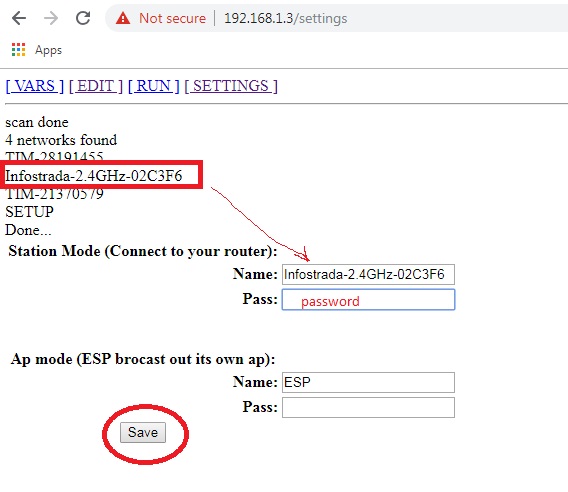 Not secure | 192.168.1.3/settings
Apps
[ VARS ] [ EDIT ] [ RUN ] [ SETTINGS ]
scan done
4 networks found
TIM-28191455
Infostrada-2.4GHz-02C3F6
TIM-21370579
SETUP
Done...
Station Mode (Connect to your router):
Name: Infostrada-2.4GHz-02C3F6
Pass: password
Ap mode (ESP brocast out its own ap):
Name: ESP
Pass:
Save